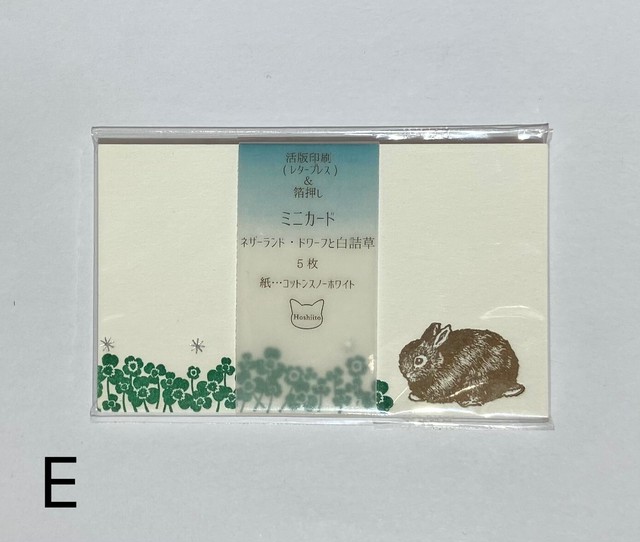 活版印刷
(レタープレス)
&
箔押し
ミニカード
ネザーランド・ドワーフと白詰草
5枚
紙…コットンスノーホワイト
Hoshiito
E